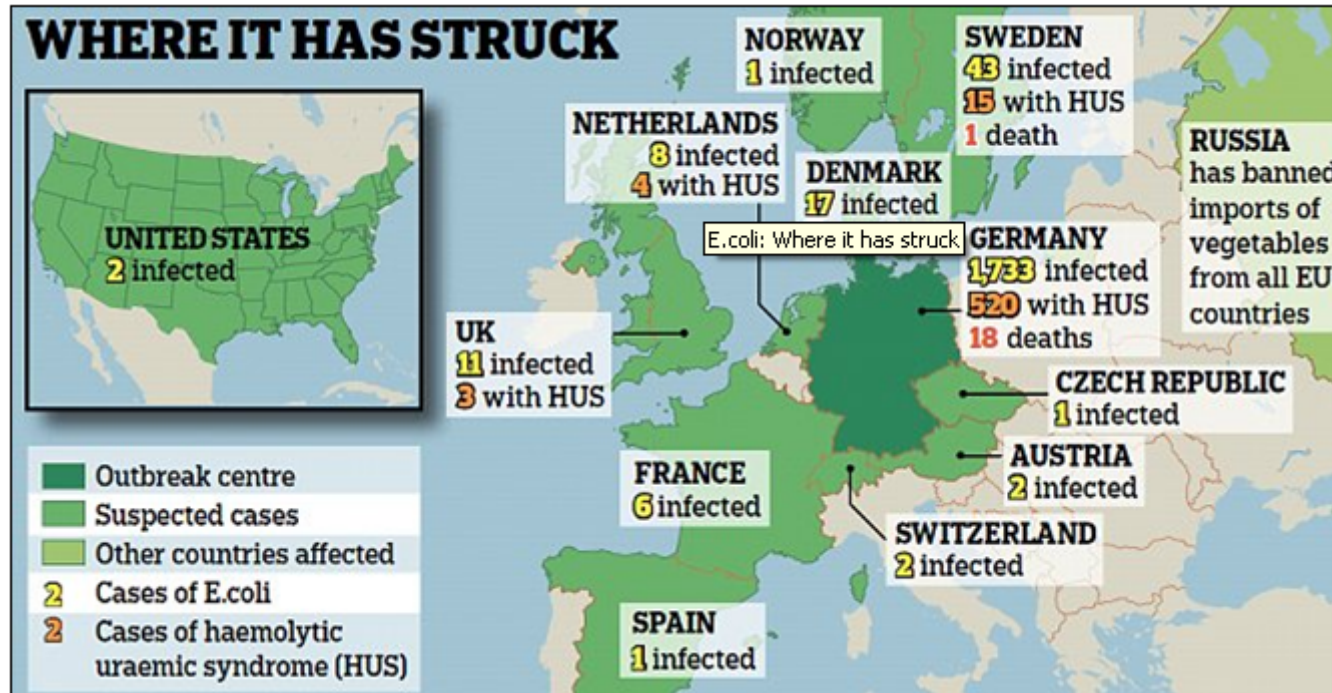 WHERE IT HAS STRUCK
UNITED STATES
2 infected
NORWAY
1 infected
SWEDEN
43 infected
15 with HUS
1 death
NETHERLANDS
8 infected
4 with HUS
DENMARK
17 infected
RUSSIA
has banned
imports of
vegetables
from all EU
countries
E.coli: Where it has struck
GERMANY
1,733 infected
520 with HUS
18 deaths
UK
11 infected
3 with HUS
CZECH REPUBLIC
1 infected
AUSTRIA
2 infected
FRANCE
6 infected
SWITZERLAND
2 infected
SPAIN
1 infected
Outbreak centre
Suspected cases
Other countries affected
2 Cases of E.coli
2 Cases of haemolytic
uraemic syndrome (HUS)